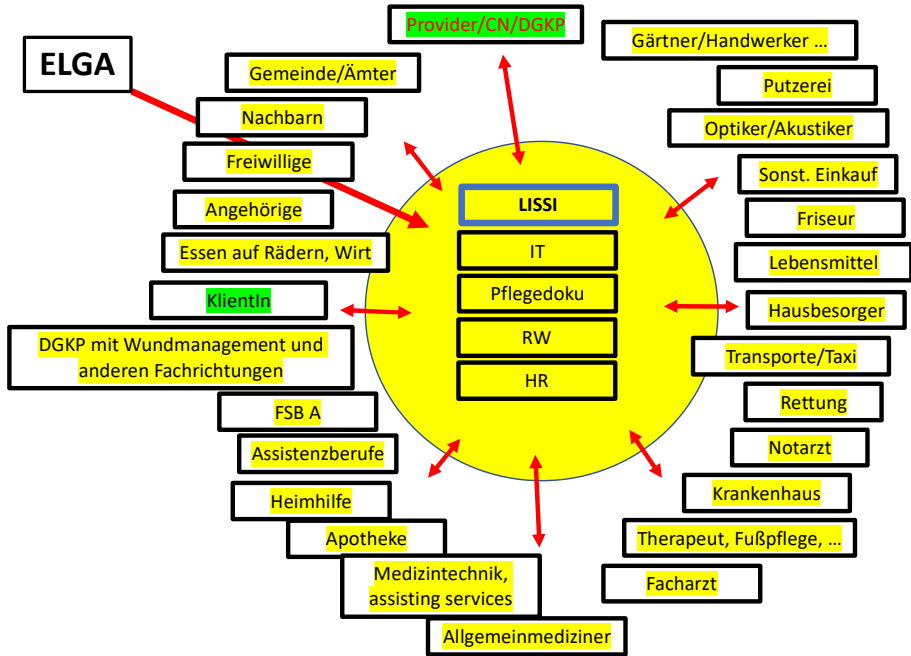 Provider/CN/DGKP
ELGA
Gemeinde/Ämter
Nachbarn
Freiwillige
Angehörige
Essen auf Rädern, Wirt
KlientIn
DGKP mit Wundmanagement und
anderen Fachrichtungen
FSB A
Assistenzberufe
Heimhilfe
Apotheke
Medizintechnik,
assisting services
Allgemeinmediziner
LISSI
IT
Pflegedoku
RW
HR
Gärtner/Handwerker ...
Putzerei
Optiker/Akustiker
Sonst. Einkauf
Friseur
Lebensmittel
Hausbesorger
Transporte/Taxi
Rettung
Notarzt
Krankenhaus
Therapeut, Fußpflege, ...
Facharzt